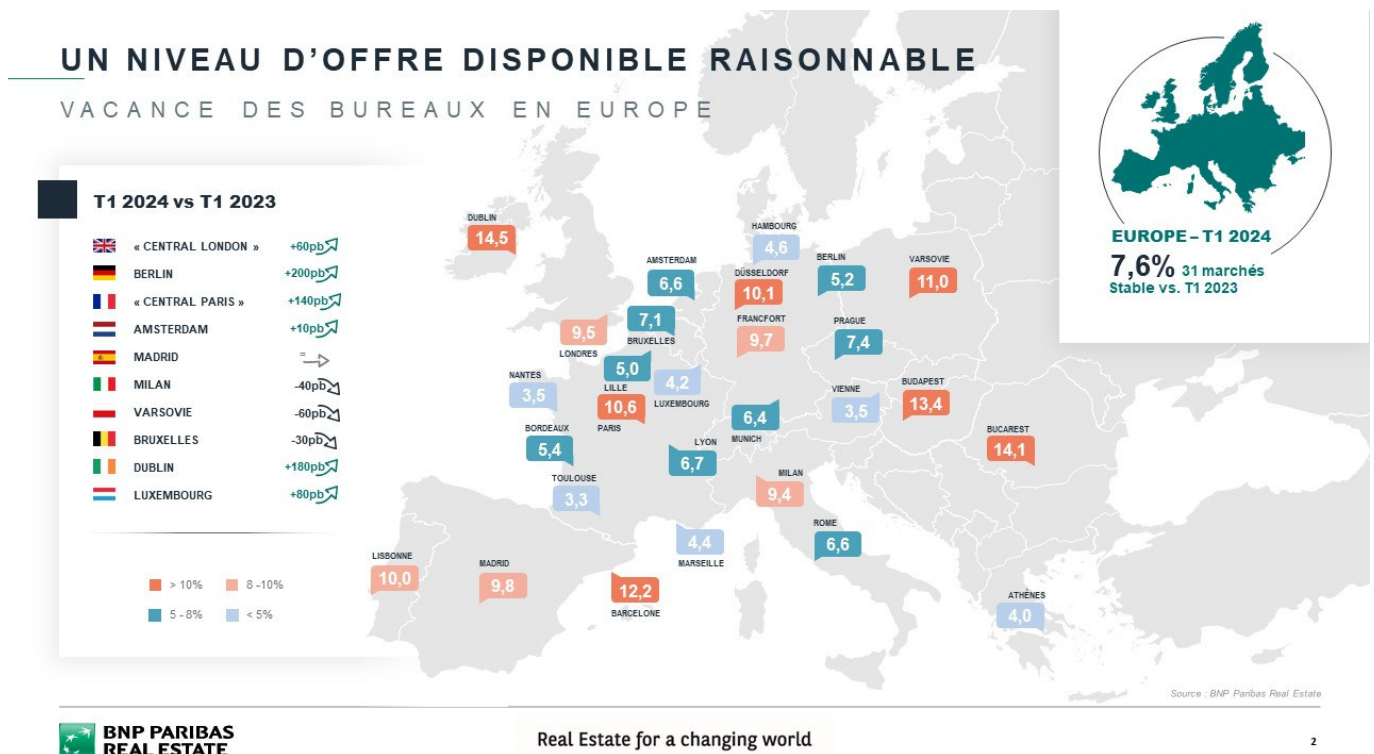 UN NIVEAU D'OFFRE DISPONIBLE RAISONNABLE
VACANCE DES BUREAUX EN EUROPE
T1 2024 vs T1 2023
« CENTRAL LONDON » +60pb
BERLIN +200pb
« CENTRAL PARIS » +140pb
AMSTERDAM +10pb
MADRID =
MILAN -40pb
VARSOVIE -60pb
BRUXELLES -30pb
DUBLIN +180pb
LUXEMBOURG +80pb
> 10% 8 -10%
5 - 8% < 5%
DUBLIN
14,5
HAMBOURG
4,6
AMSTERDAM
6,6
DÜSSELDORF
10,1
BERLIN
5,2
VARSOVIE
11,0
9,5
LONDRES
7,1
BRUXELLES
FRANCFORT
9,7
PRAGUE
7,4
5,0
LILLE
4,2
LUXEMBOURG
NANTES
3,5
10,6
PARIS
VIENNE
3,5
BUDAPEST
13,4
6,4
MUNICH
BORDEAUX
5,4
LYON
6,7
BUCAREST
14,1
TOULOUSE
3,3
MILAN
9,4
4,4
MARSEILLE
ROME
6,6
LISBONNE
10,0
MADRID
9,8
12,2
BARCELONE
ATHÈNES
4,0
EUROPE – T1 2024
7,6% 31 marchés
Stable vs. T1 2023
Source : BNP Paribas Real Estate
BNP PARIBAS
REAL ESTATE
Real Estate for a changing world
2